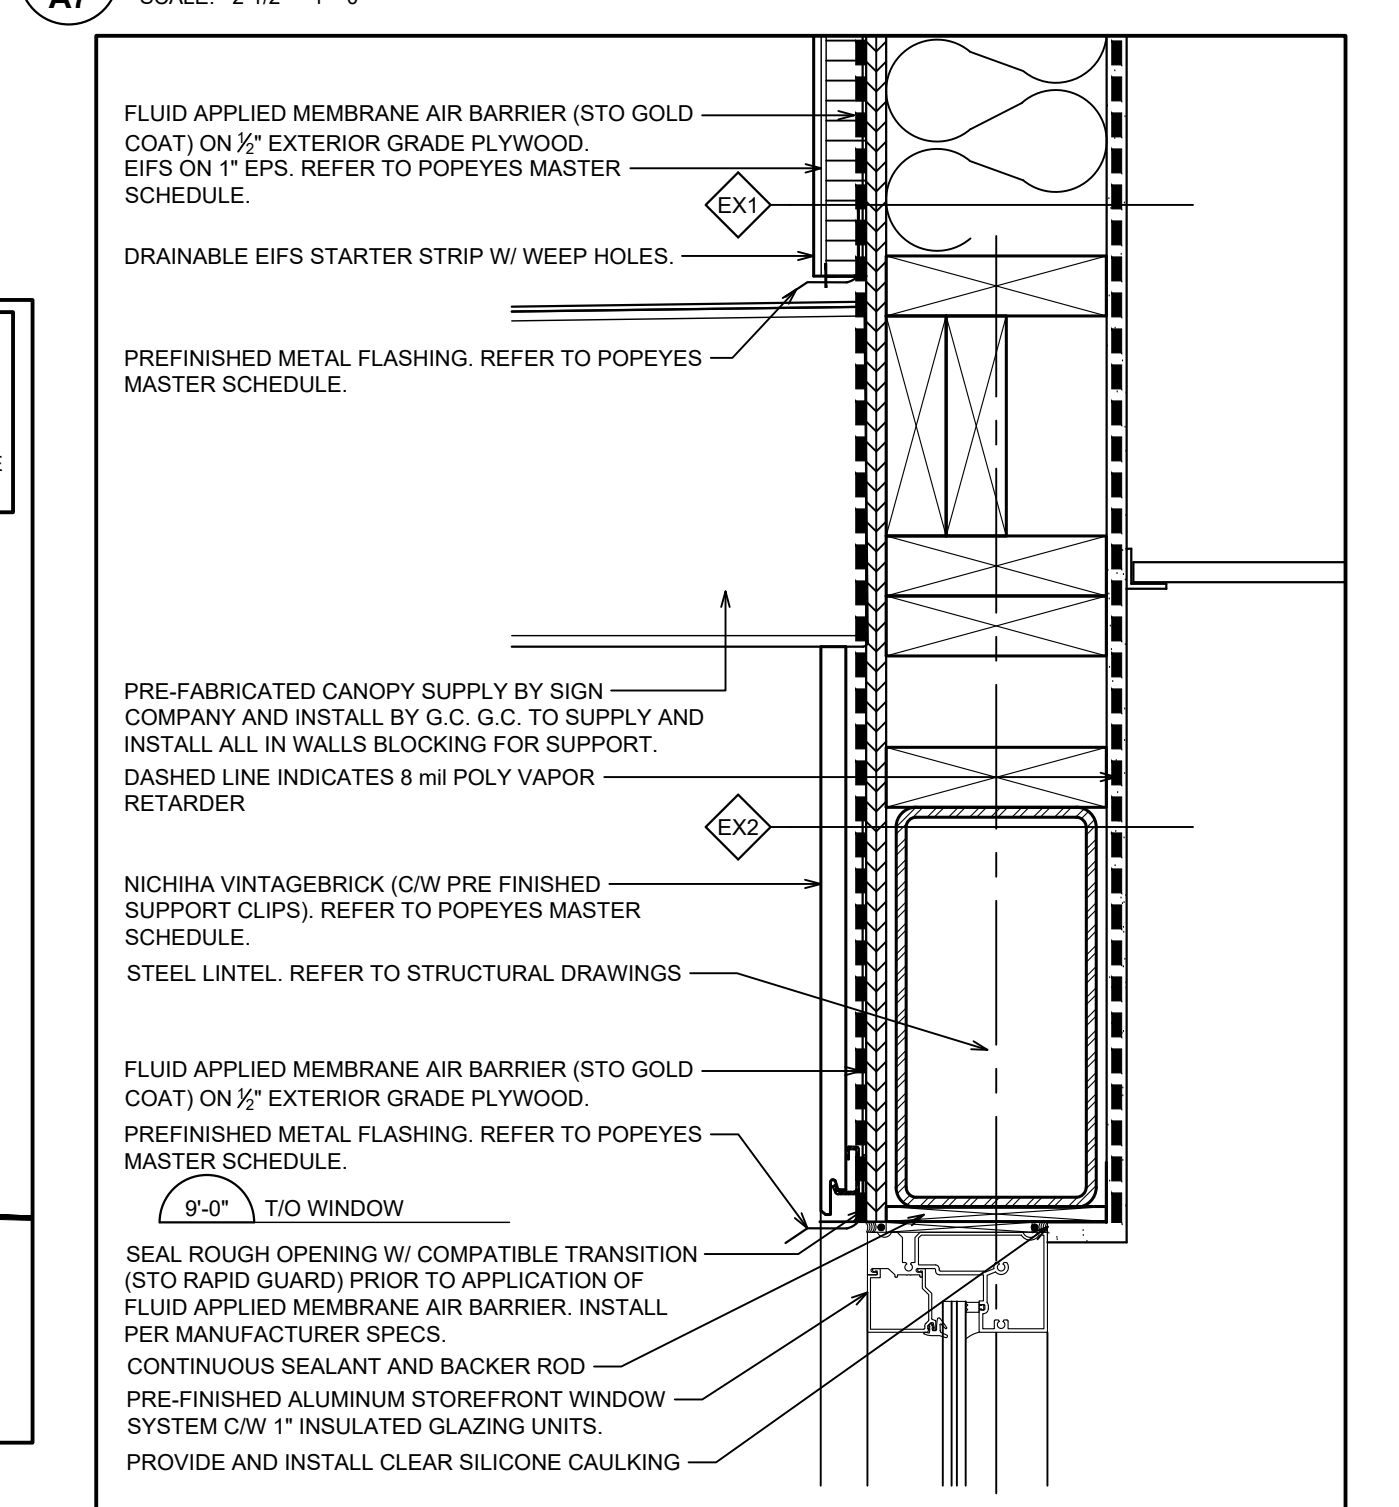 FLUID APPLIED MEMBRANE AIR BARRIER (STO GOLD
COAT) ON ½" EXTERIOR GRADE PLYWOOD.
EIFS ON 1" EPS. REFER TO POPEYES MASTER
SCHEDULE.
EX1
DRAINABLE EIFS STARTER STRIP W/ WEEP HOLES.
PREFINISHED METAL FLASHING. REFER TO POPEYES
MASTER SCHEDULE.
PRE-FABRICATED CANOPY SUPPLY BY SIGN
COMPANY AND INSTALL BY G.C. G.C. TO SUPPLY AND
INSTALL ALL IN WALLS BLOCKING FOR SUPPORT.
DASHED LINE INDICATES 8 mil POLY VAPOR
RETARDER
EX2
NICHIHA VINTAGEBRICK (C/W PRE FINISHED
SUPPORT CLIPS). REFER TO POPEYES MASTER
SCHEDULE.
STEEL LINTEL. REFER TO STRUCTURAL DRAWINGS
FLUID APPLIED MEMBRANE AIR BARRIER (STO GOLD
COAT) ON ½" EXTERIOR GRADE PLYWOOD.
PREFINISHED METAL FLASHING. REFER TO POPEYES
MASTER SCHEDULE.
9'-0" T/O WINDOW
SEAL ROUGH OPENING W/ COMPATIBLE TRANSITION
(STO RAPID GUARD) PRIOR TO APPLICATION OF
FLUID APPLIED MEMBRANE AIR BARRIER. INSTALL
PER MANUFACTURER SPECS.
CONTINUOUS SEALANT AND BACKER ROD
PRE-FINISHED ALUMINUM STOREFRONT WINDOW
SYSTEM C/W 1" INSULATED GLAZING UNITS.
PROVIDE AND INSTALL CLEAR SILICONE CAULKING